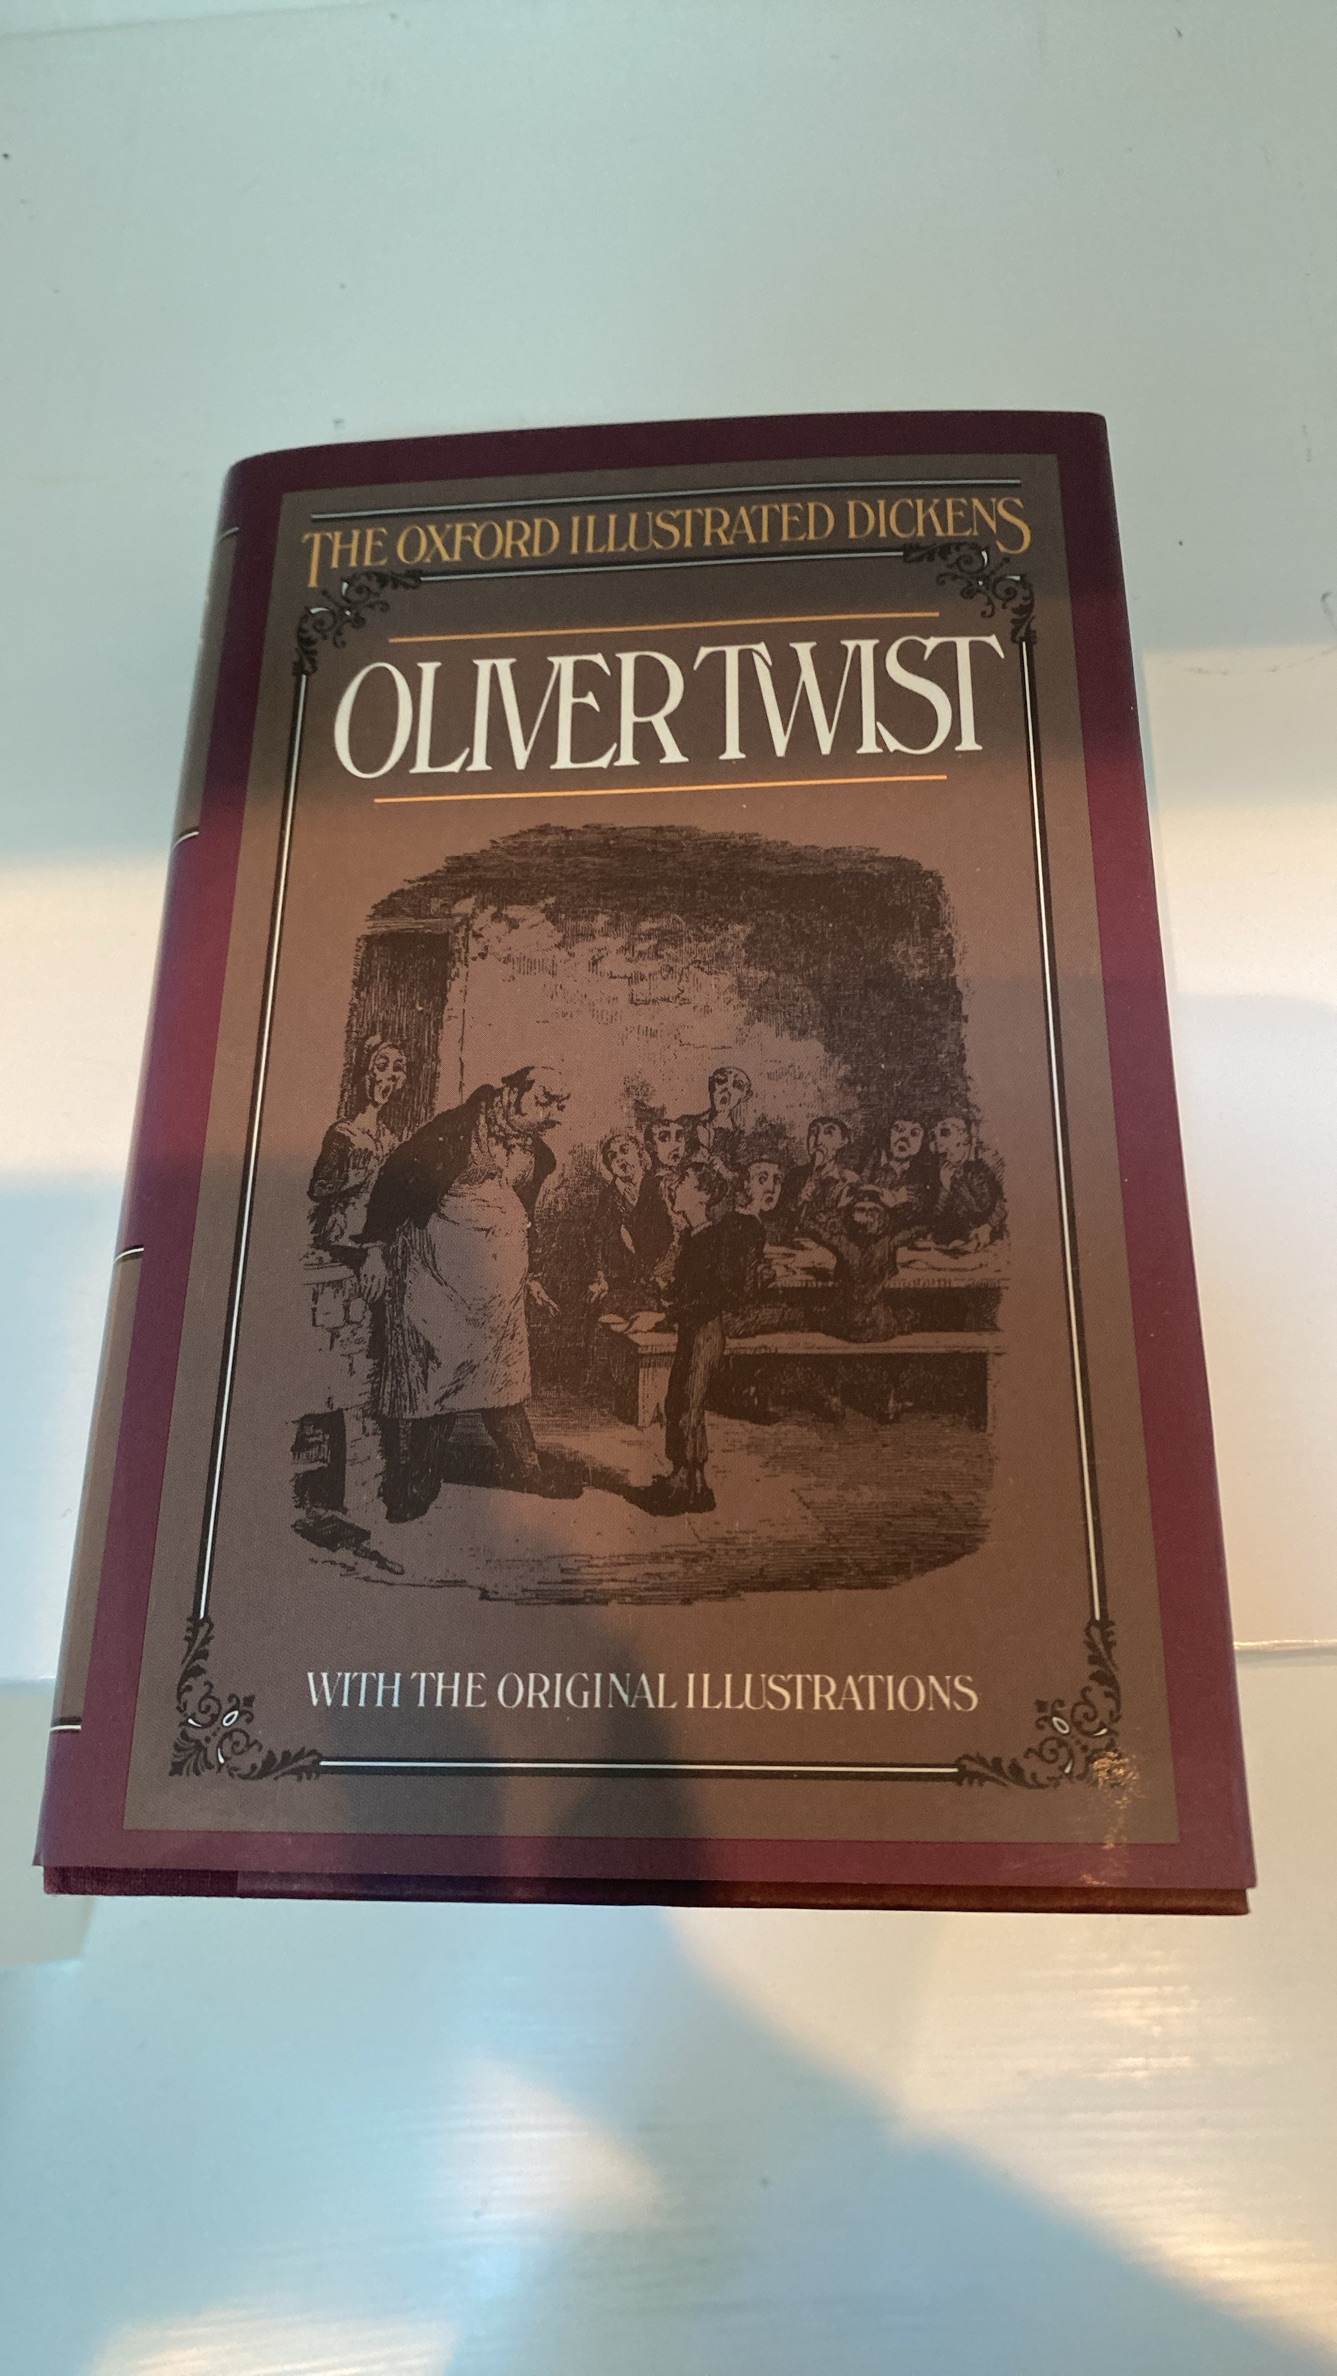 THE OXFORD ILLUSTRATED DICKENS
OLIVER TWIST
WITH THE ORIGINAL ILLUSTRATIONS